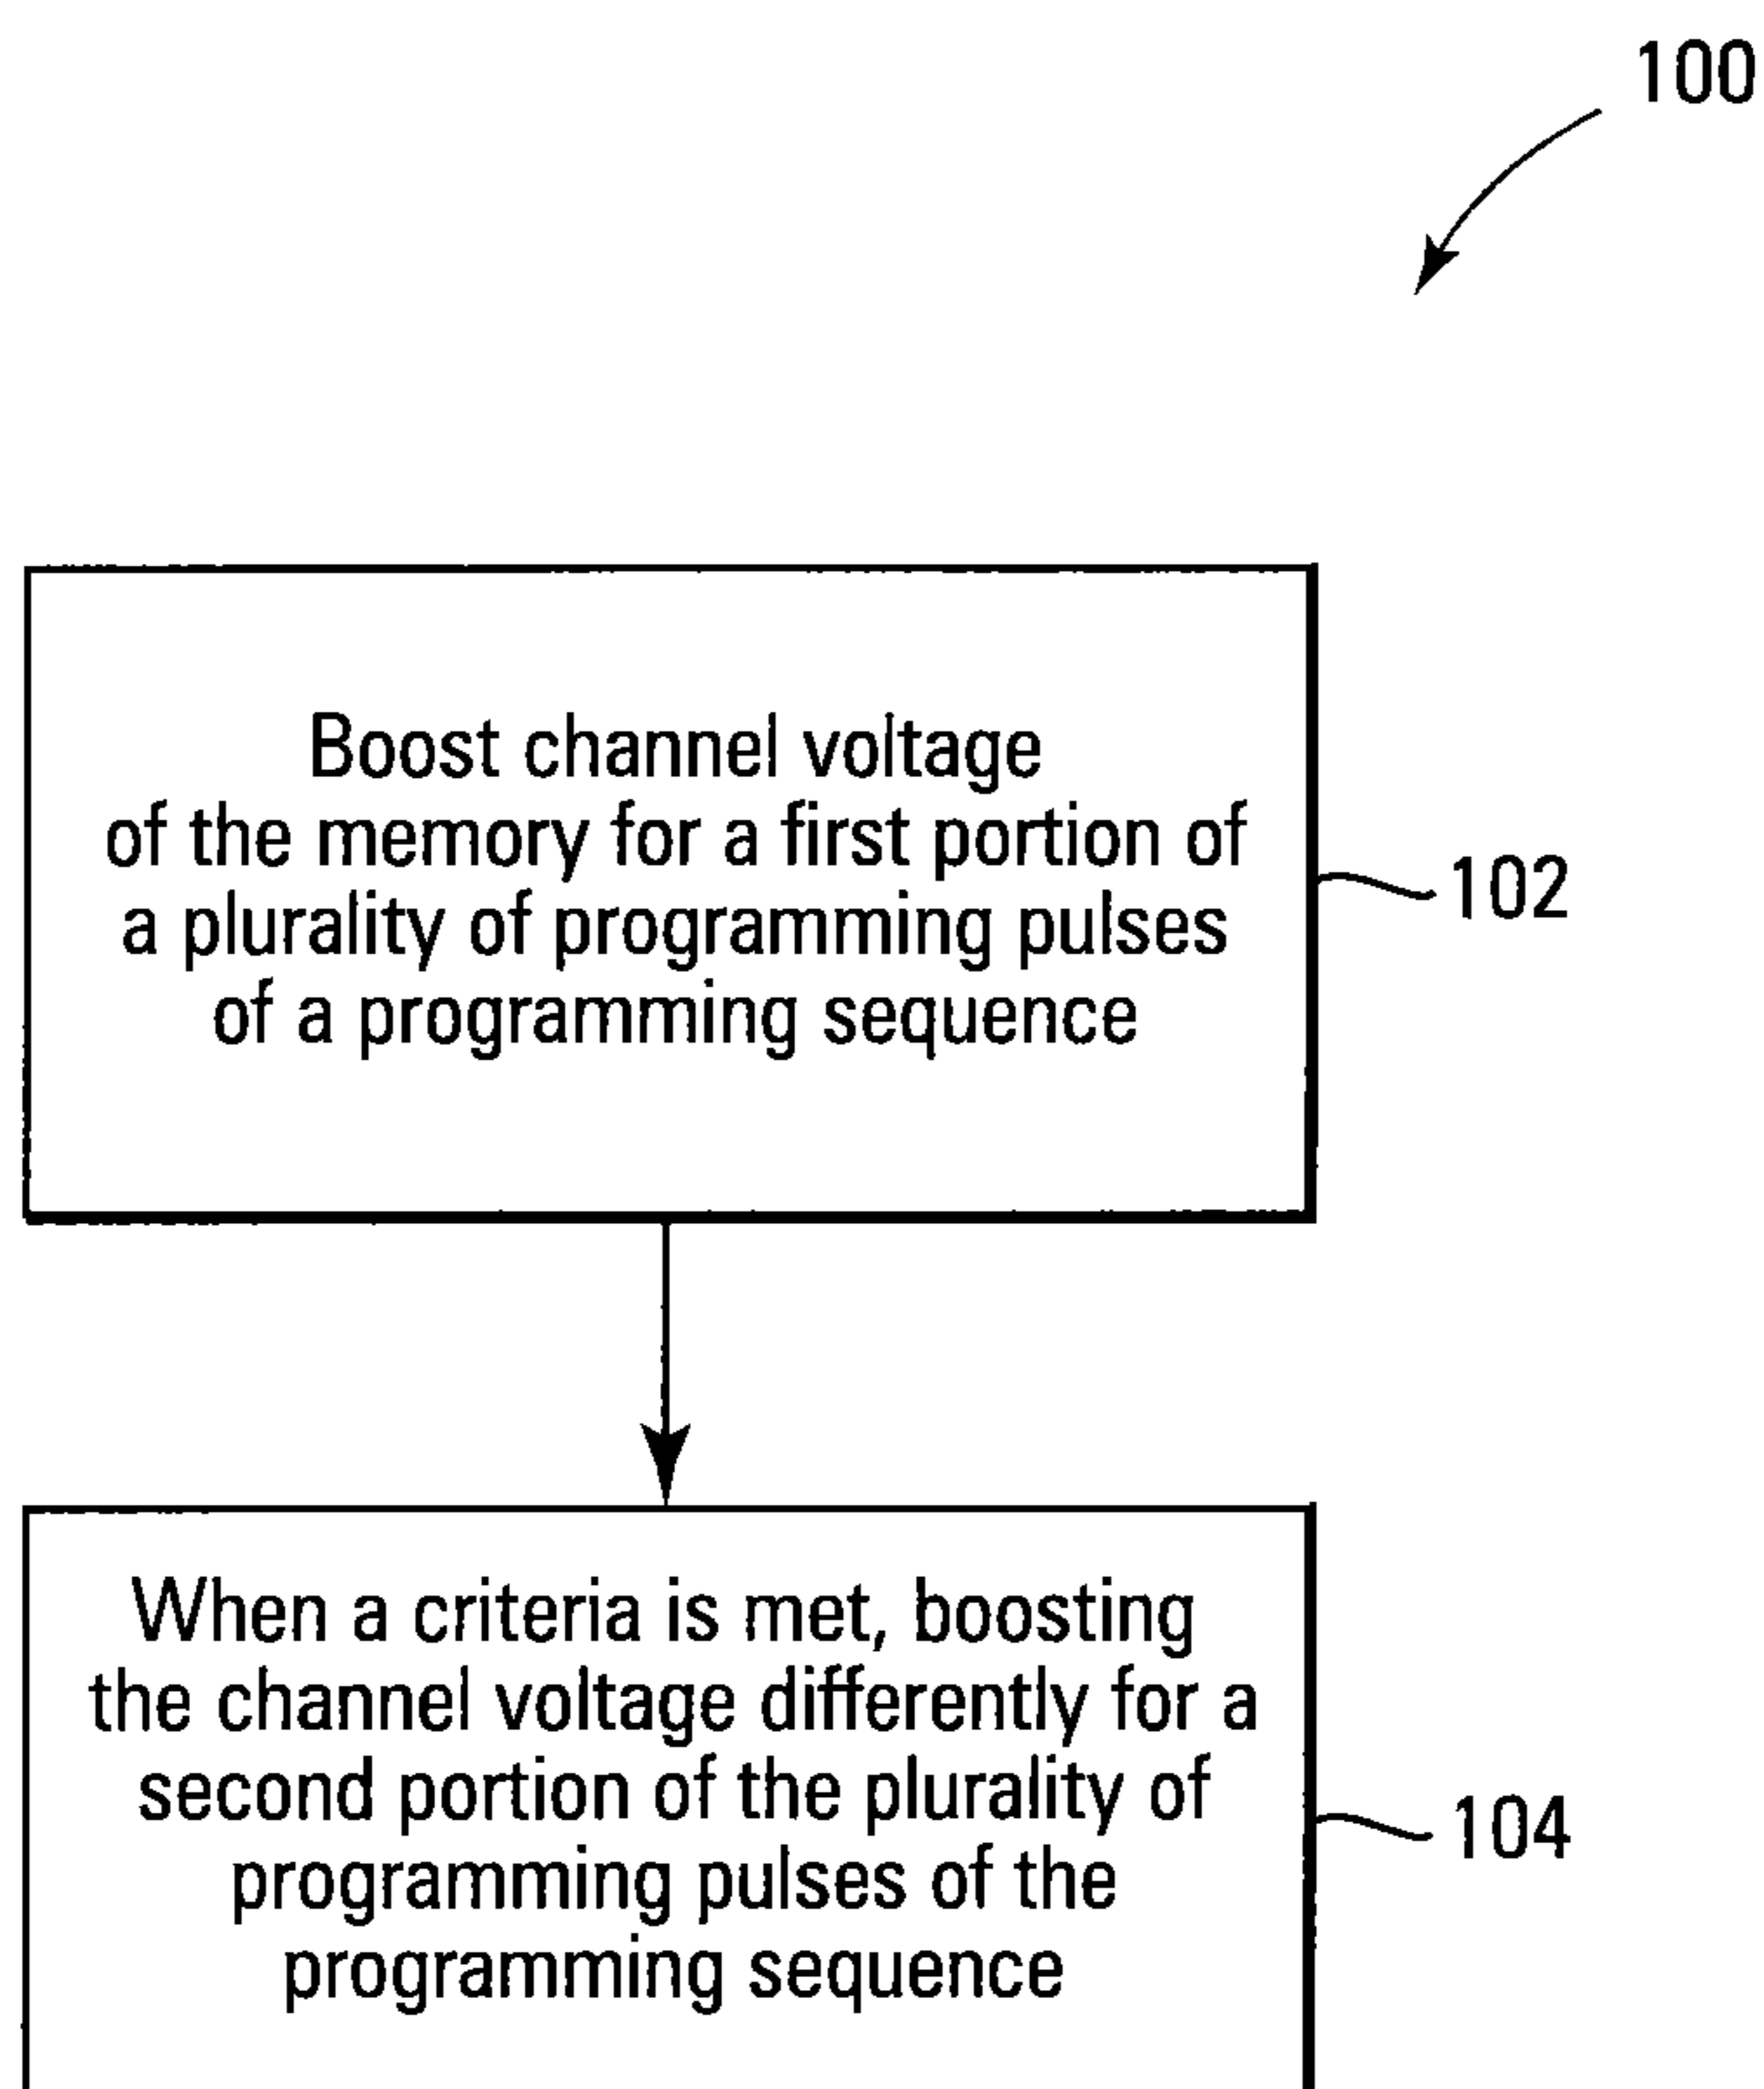 100
Boost channel voltage
of the memory for a first portion of
a plurality of programming pulses
of a programming sequence
102
When a criteria is met, boosting
the channel voltage differently for a
second portion of the plurality of
programming pulses of the
programming sequence
104